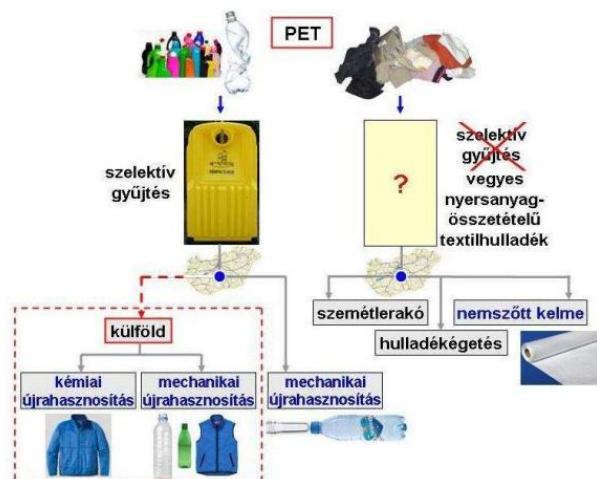 PET
szelektív
gyűjtés
szelektív
gyűjtés
vegyes
nyersanyag-
összetételű
textilhulladék
?
szemétlerakó
nemszőtt kelme
hulladékégetés
külföld
kémiai
újrahasznosítás
mechanikai
újrahasznosítás
mechanikai
újrahasznosítás